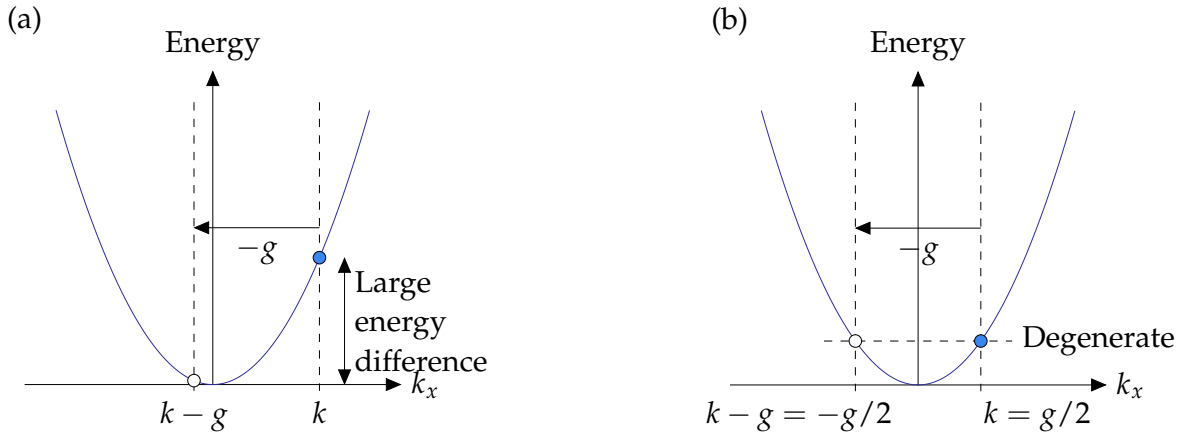 (a)
Energy
−g
Large
energy
difference
k_x
k − g
k
(b)
Energy
−g
Degenerate
k_x
k − g = −g/2
k = g/2